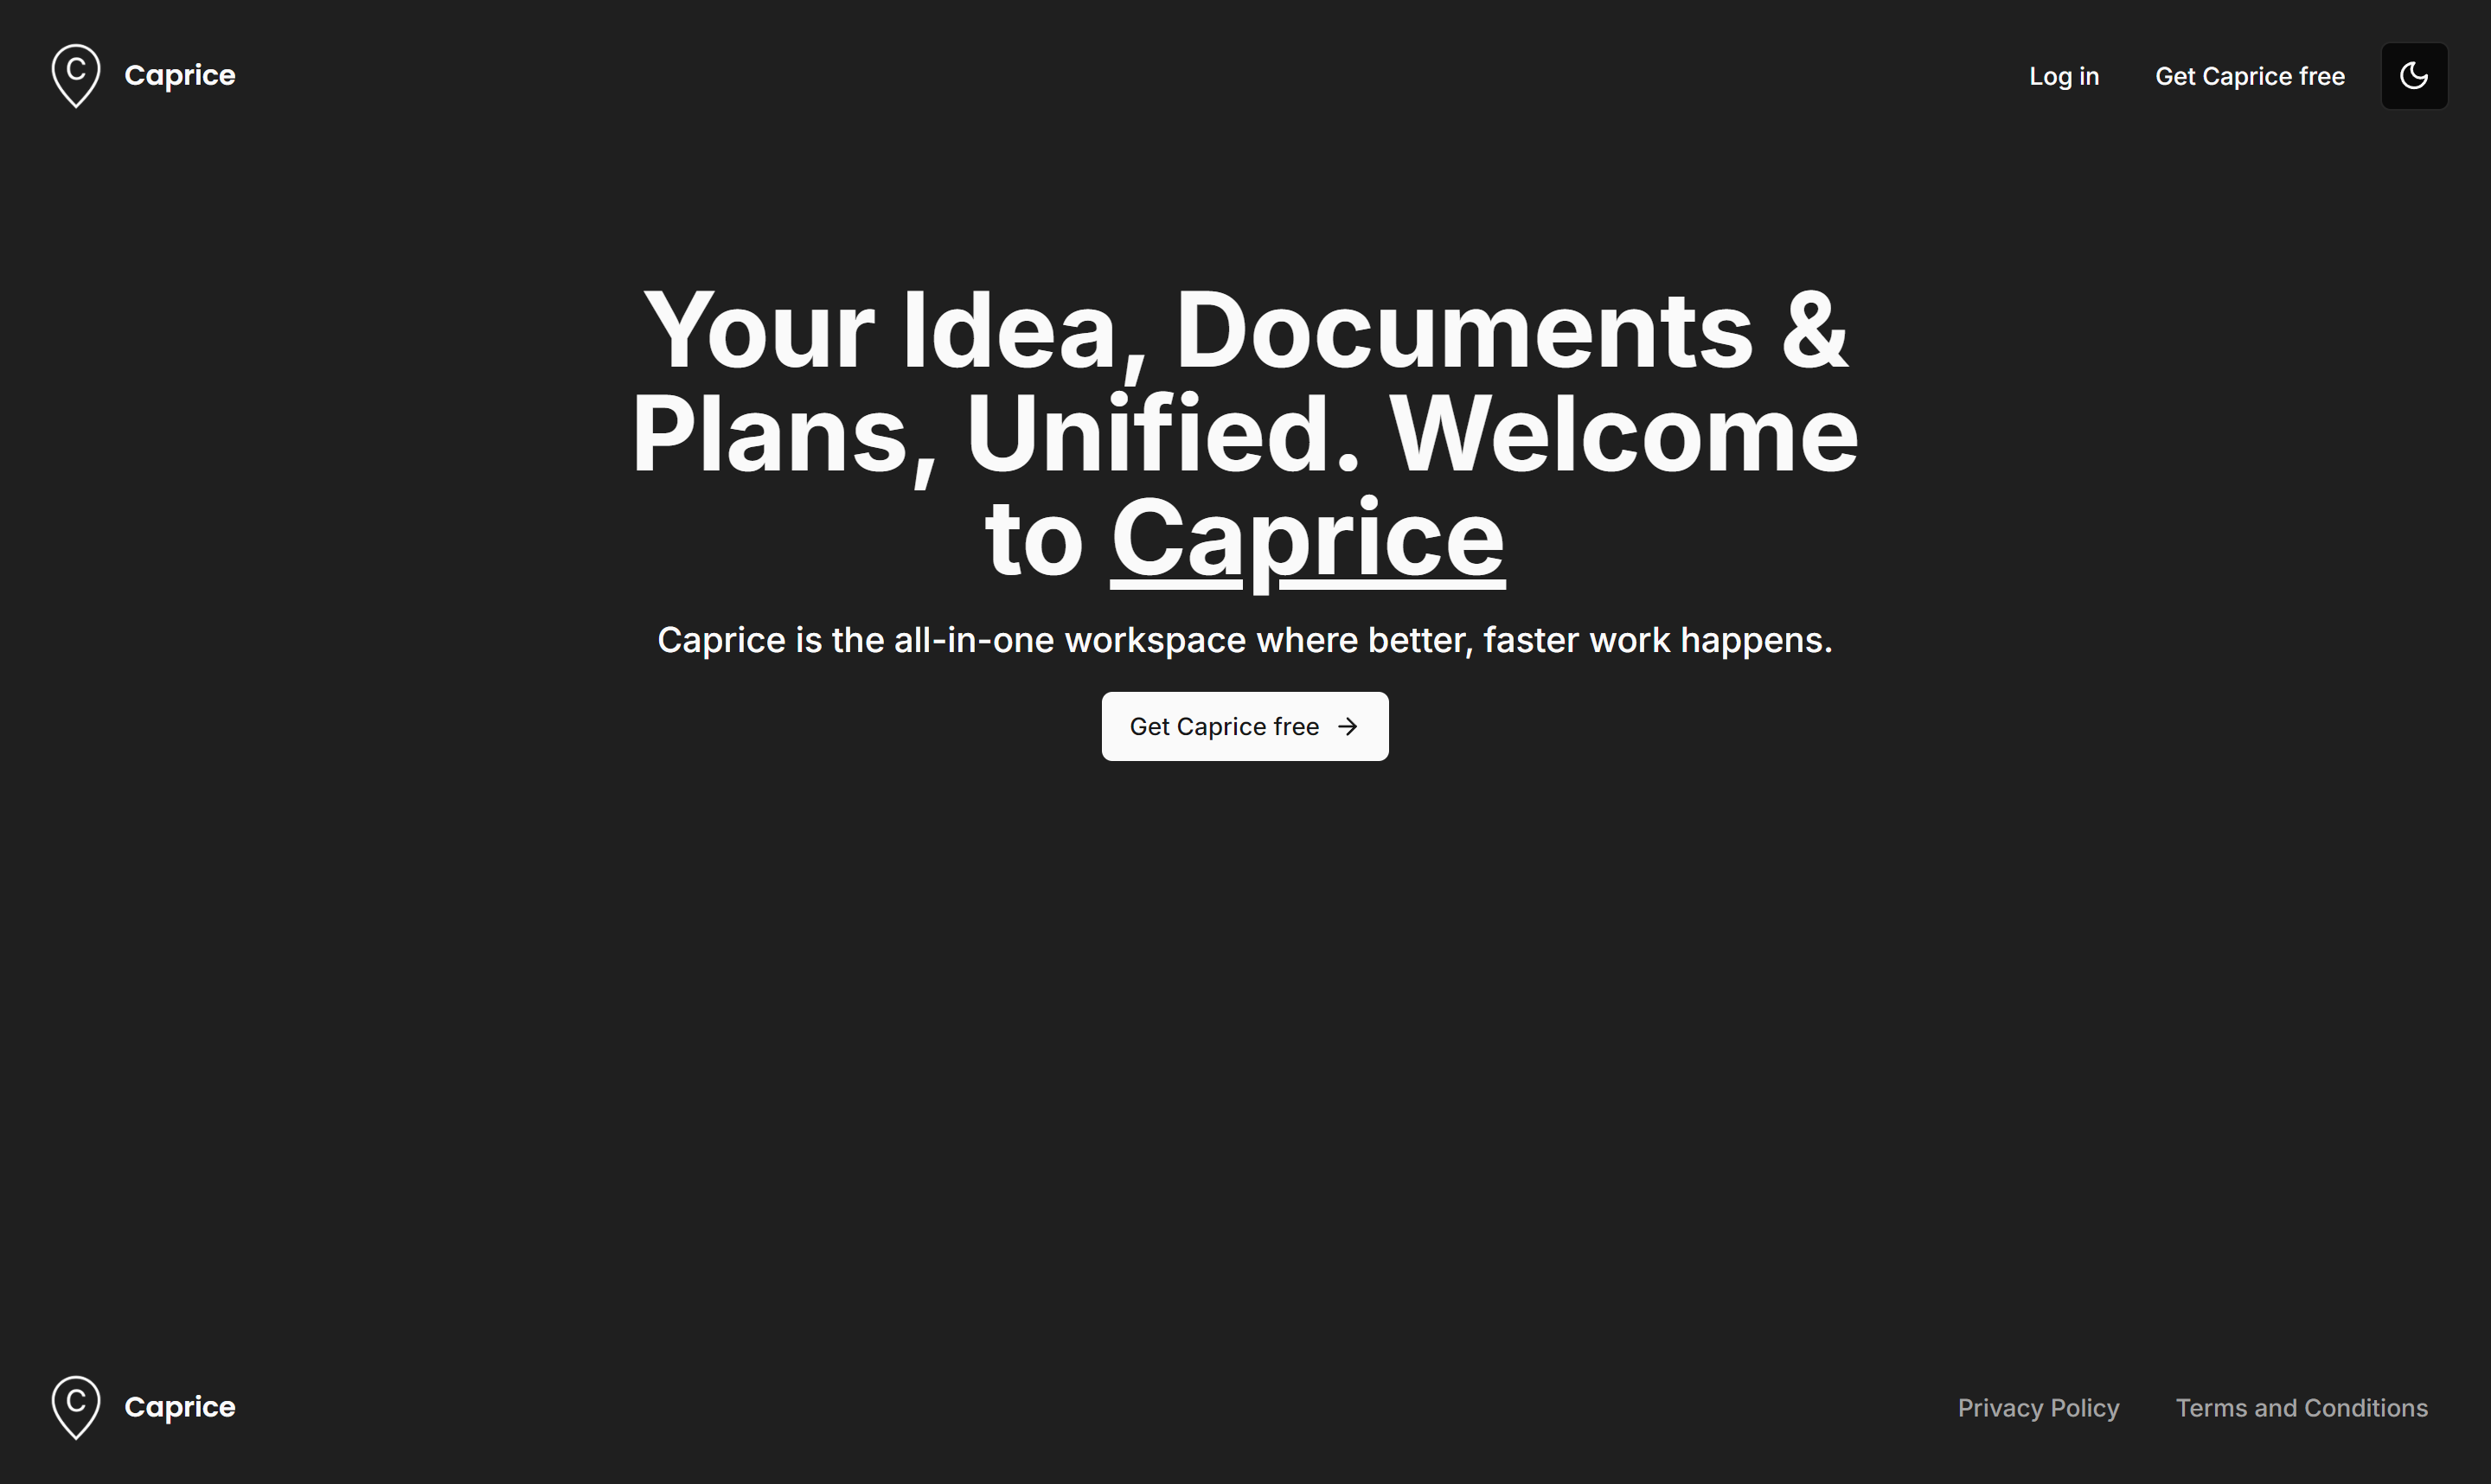 C Caprice
Log in
Get Caprice free
Your Idea, Documents &
Plans, Unified. Welcome
to Caprice
Caprice is the all-in-one workspace where better, faster work happens.
Get Caprice free
C Caprice
Privacy Policy
Terms and Conditions